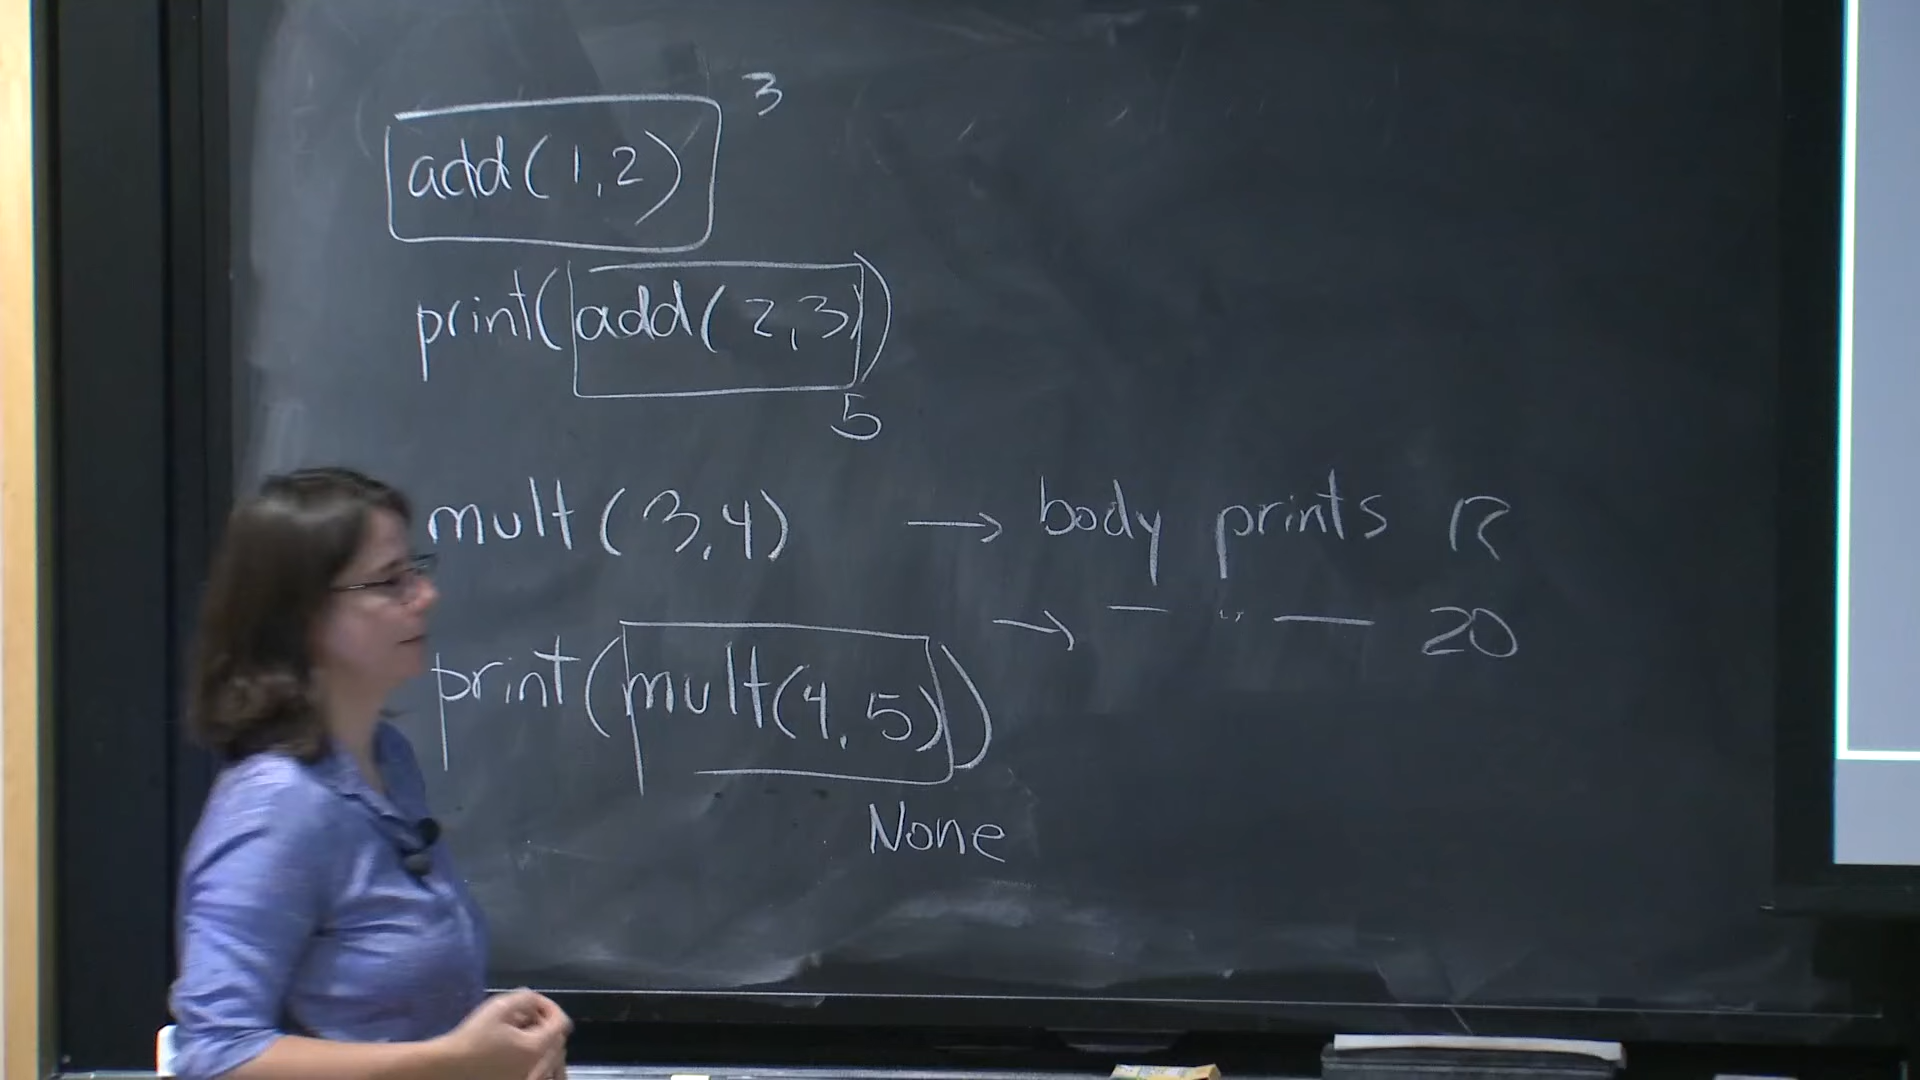 add(1,2) 3
print(add(2,3))
5
mult(3,4) → body prints 12
print(mult(4,5)) → — " — 20
None